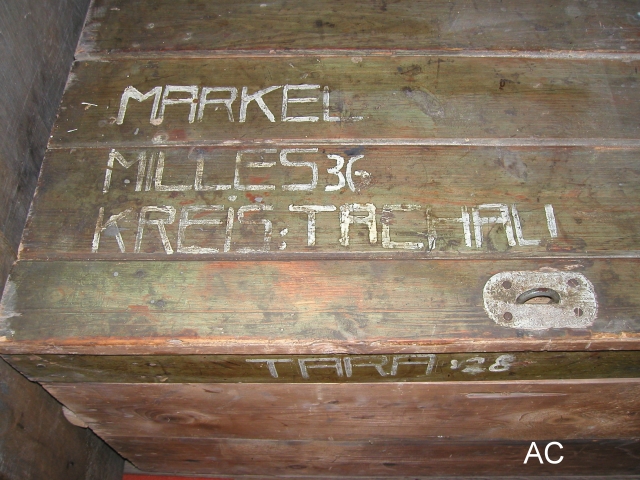 MARKEL
MILLES 36
KREIS: TACHAU
TARA 28
AC